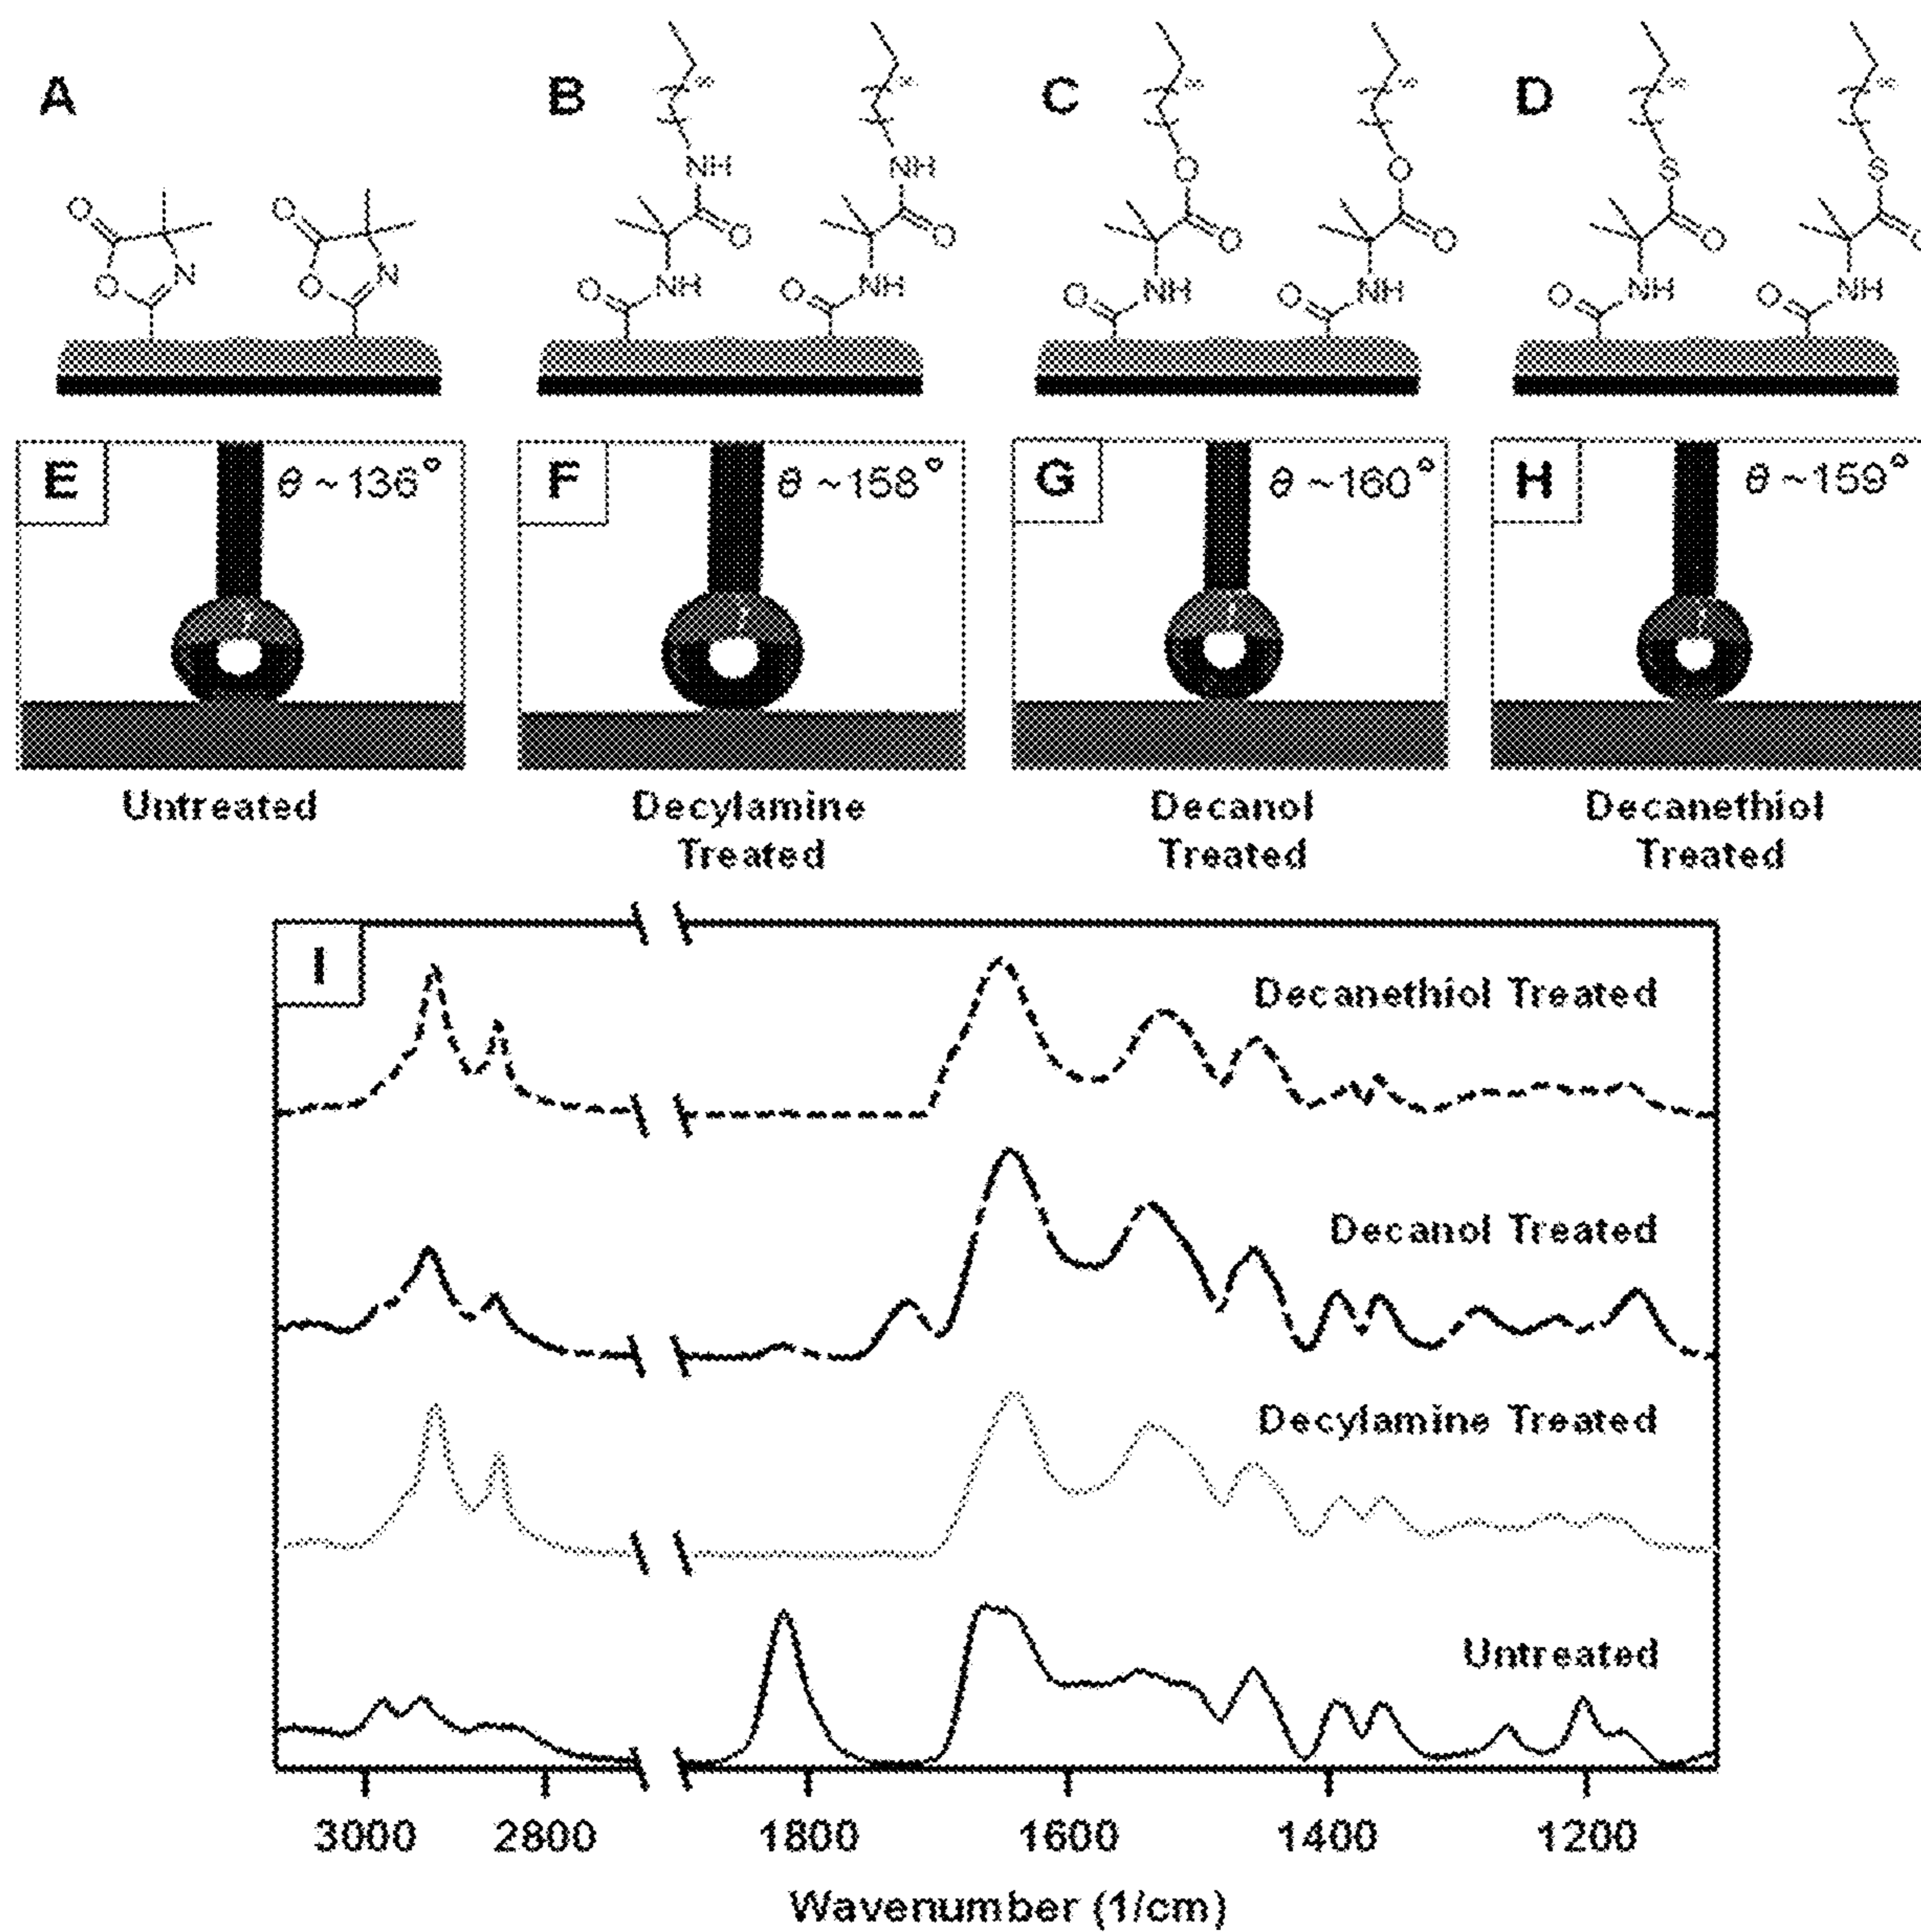 A
B
C
D
O
O
O
N
O
N
NH
NH
O
O
O
NH
O
NH
O
O
O
O
O
NH
O
NH
S
S
O
O
NH
O
NH
E
θ ~136°
F
θ ~158°
G
θ ~160°
H
θ ~159°
Untreated
Decylamine
Treated
Decanol
Treated
Decanethiol
Treated
I
Decanethiol Treated
Decanol Treated
Decylamine Treated
Untreated
3000 2800 1800 1600 1400 1200
Wavenumber (1/cm)